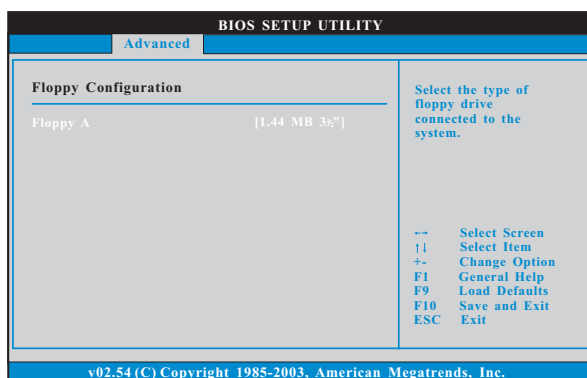 BIOS SETUP UTILITY
Advanced
Floppy Configuration
Floppy A [1.44 MB 3½"]
Select the type of
floppy drive
connected to the
system.
←→ Select Screen
↑↓ Select Item
+- Change Option
F1 General Help
F9 Load Defaults
F10 Save and Exit
ESC Exit
v02.54 (C) Copyright 1985-2003, American Megatrends, Inc.